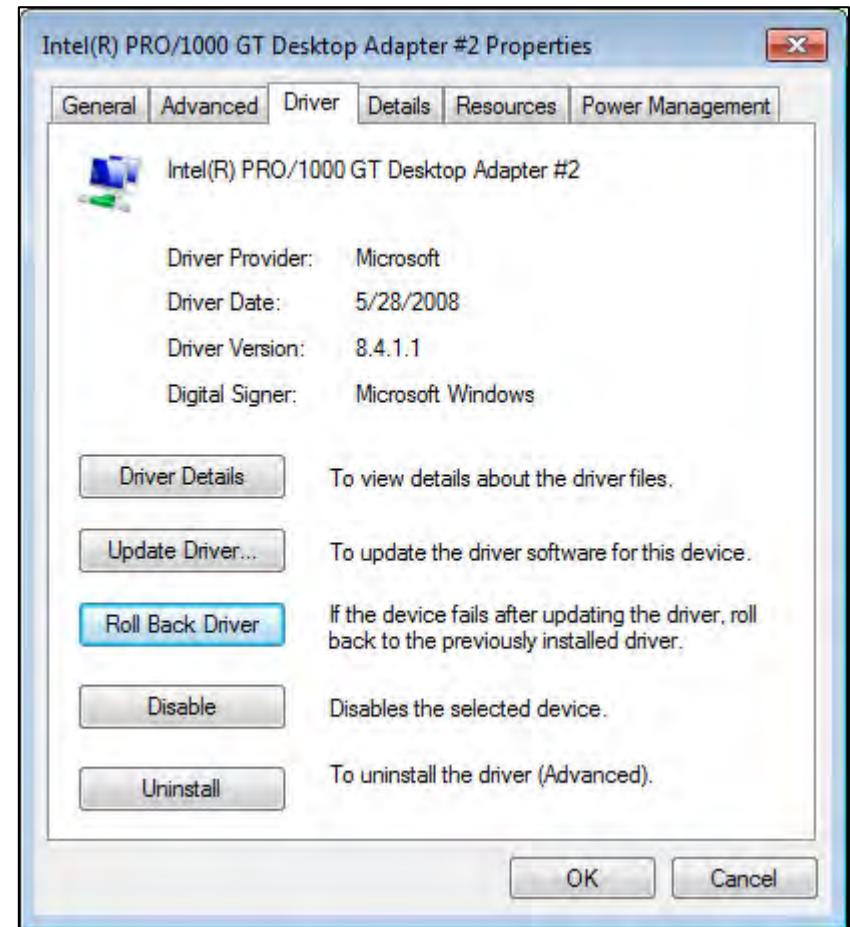 Intel(R) PRO/1000 GT Desktop Adapter #2 Properties
General Advanced Driver Details Resources Power Management
Intel(R) PRO/1000 GT Desktop Adapter #2
Driver Provider: Microsoft
Driver Date: 5/28/2008
Driver Version: 8.4.1.1
Digital Signer: Microsoft Windows
Driver Details To view details about the driver files.
Update Driver... To update the driver software for this device.
Roll Back Driver If the device fails after updating the driver, roll
back to the previously installed driver.
Disable Disables the selected device.
Uninstall To uninstall the driver (Advanced).
OK Cancel